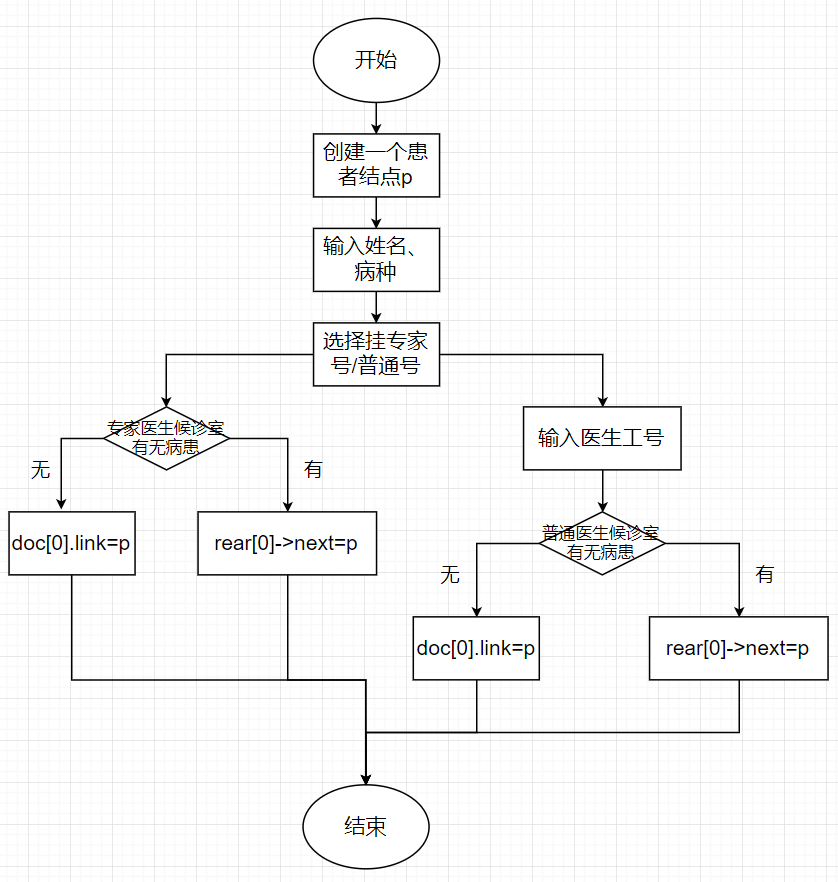 开始
创建一个患
者结点p
输入姓名、
病种
选择挂专家
号/普通号
专家医生候诊室
有无病患
无
有
doc[0].link=p
rear[0]->next=p
输入医生工号
普通医生候诊室
有无病患
无
有
doc[0].link=p
rear[0]->next=p
结束